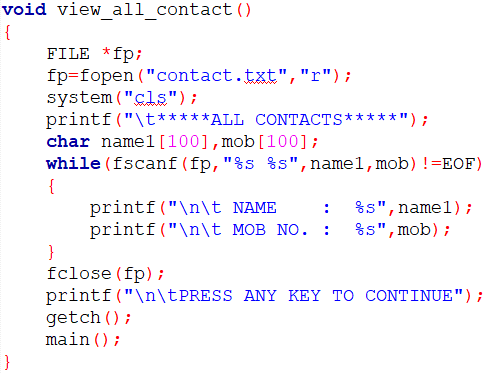 void view_all_contact()
{
    FILE *fp;
    fp=fopen("contact.txt","r");
    system("cls");
    printf("\t*****ALL CONTACTS*****");
    char name1[100],mob[100];
    while(fscanf(fp,"%s %s",name1,mob)!=EOF)
    {
        printf("\n\t NAME    :  %s",name1);
        printf("\n\t MOB NO. :  %s",mob);
    }
    fclose(fp);
    printf("\n\tPRESS ANY KEY TO CONTINUE");
    getch();
    main();
}